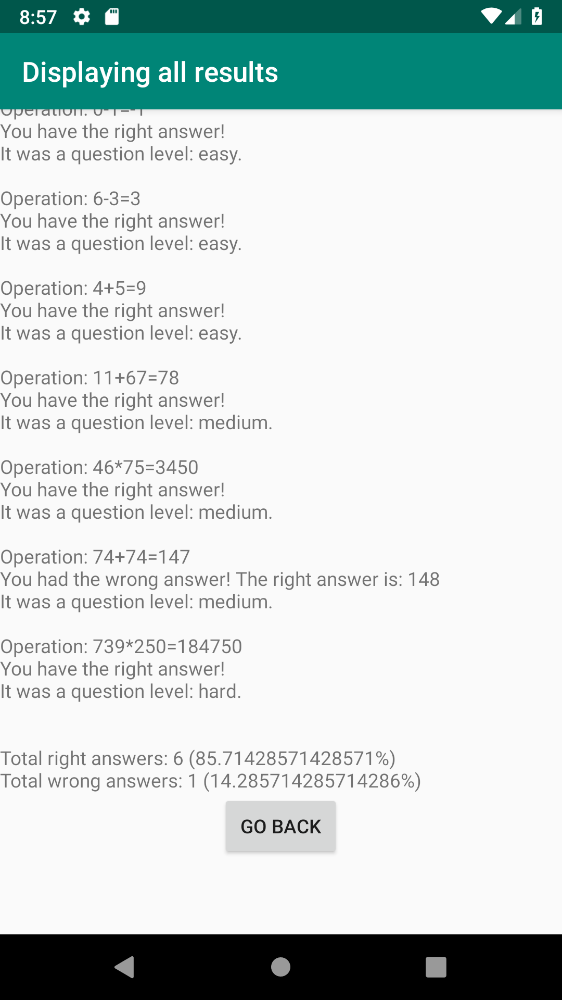 8:57
Displaying all results
Operation: 0-1=-1
You have the right answer!
It was a question level: easy.
Operation: 6-3=3
You have the right answer!
It was a question level: easy.
Operation: 4+5=9
You have the right answer!
It was a question level: easy.
Operation: 11+67=78
You have the right answer!
It was a question level: medium.
Operation: 46*75=3450
You have the right answer!
It was a question level: medium.
Operation: 74+74=147
You had the wrong answer! The right answer is: 148
It was a question level: medium.
Operation: 739*250=184750
You have the right answer!
It was a question level: hard.
Total right answers: 6 (85.71428571428571%)
Total wrong answers: 1 (14.285714285714286%)
GO BACK